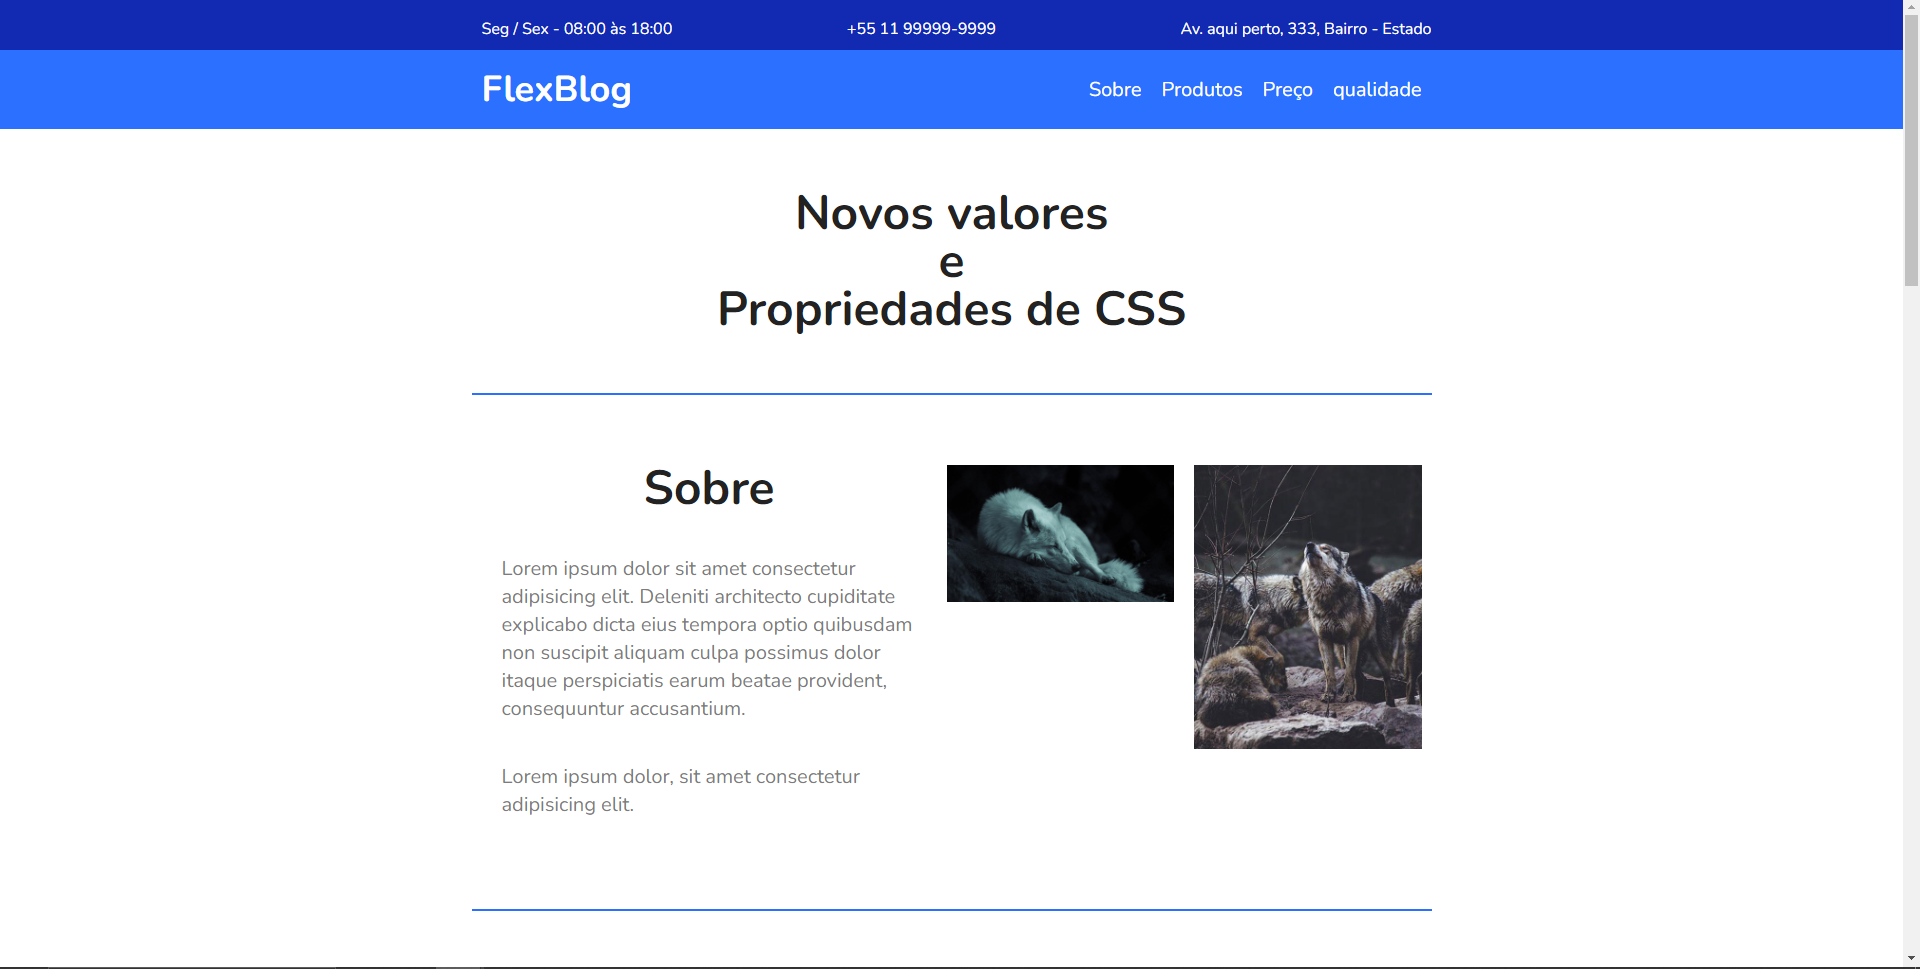 Seg / Sex - 08:00 às 18:00
+55 11 99999-9999
Av. aqui perto, 333, Bairro - Estado
FlexBlog
Sobre
Produtos
Preço
qualidade
Novos valores
e
Propriedades de CSS
Sobre
Lorem ipsum dolor sit amet consectetur
adipisicing elit. Deleniti architecto cupiditate
explicabo dicta eius tempora optio quibusdam
non suscipit aliquam culpa possimus dolor
itaque perspiciatis earum beatae provident,
consequuntur accusantium.
Lorem ipsum dolor, sit amet consectetur
adipisicing elit.